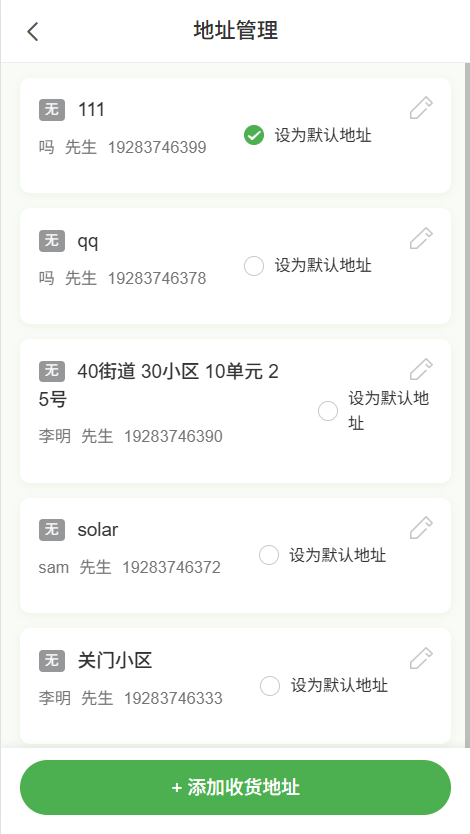 地址管理
无 111
吗 先生 19283746399
设为默认地址
无 qq
吗 先生 19283746378
设为默认地址
无 40街道 30小区 10单元 2
5号
李明 先生 19283746390
设为默认地
址
无 solar
sam 先生 19283746372
设为默认地址
无 关门小区
李明 先生 19283746333
设为默认地址
+ 添加收货地址